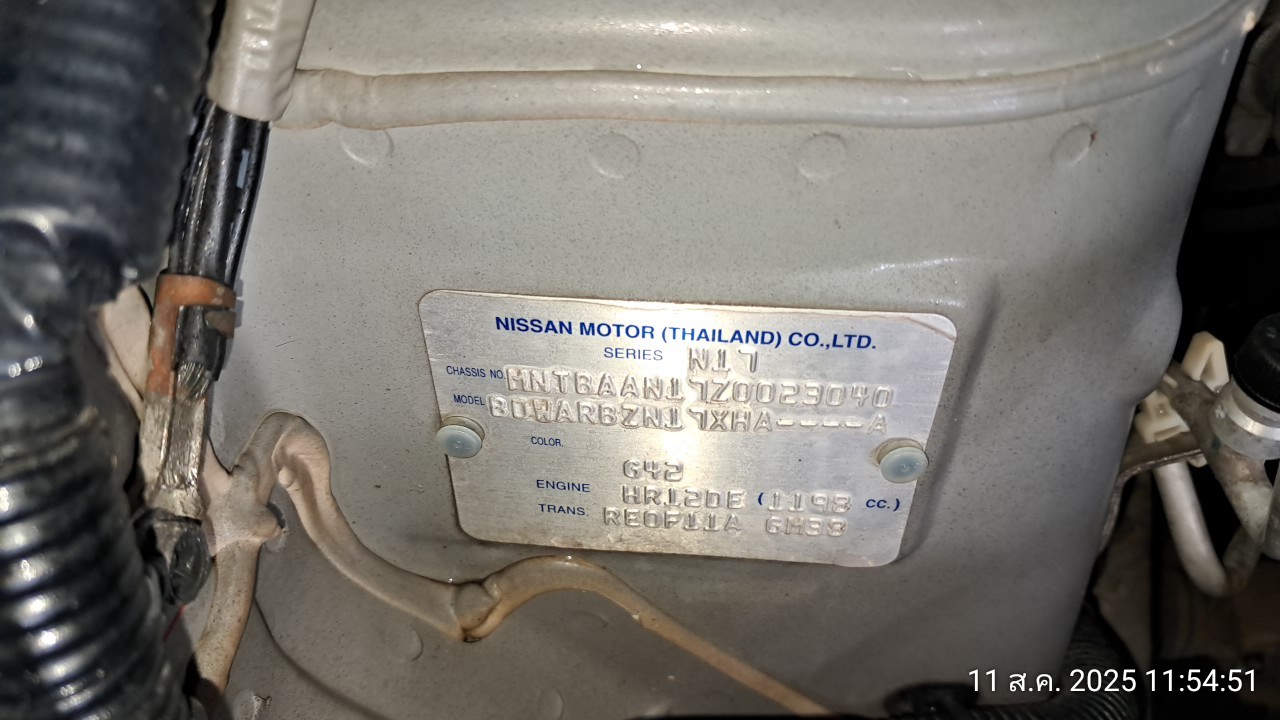 NISSAN MOTOR (THAILAND) CO.,LTD.
SERIES N17
CHASSIS NO. MNTBAAN17Z0023040
MODEL BDWARBZN17XHA----A
COLOR.
G42
ENGINE HR12DE (1198 CC.)
TRANS. RE0F11A GH38
11 ส.ค. 2025 11:54:51